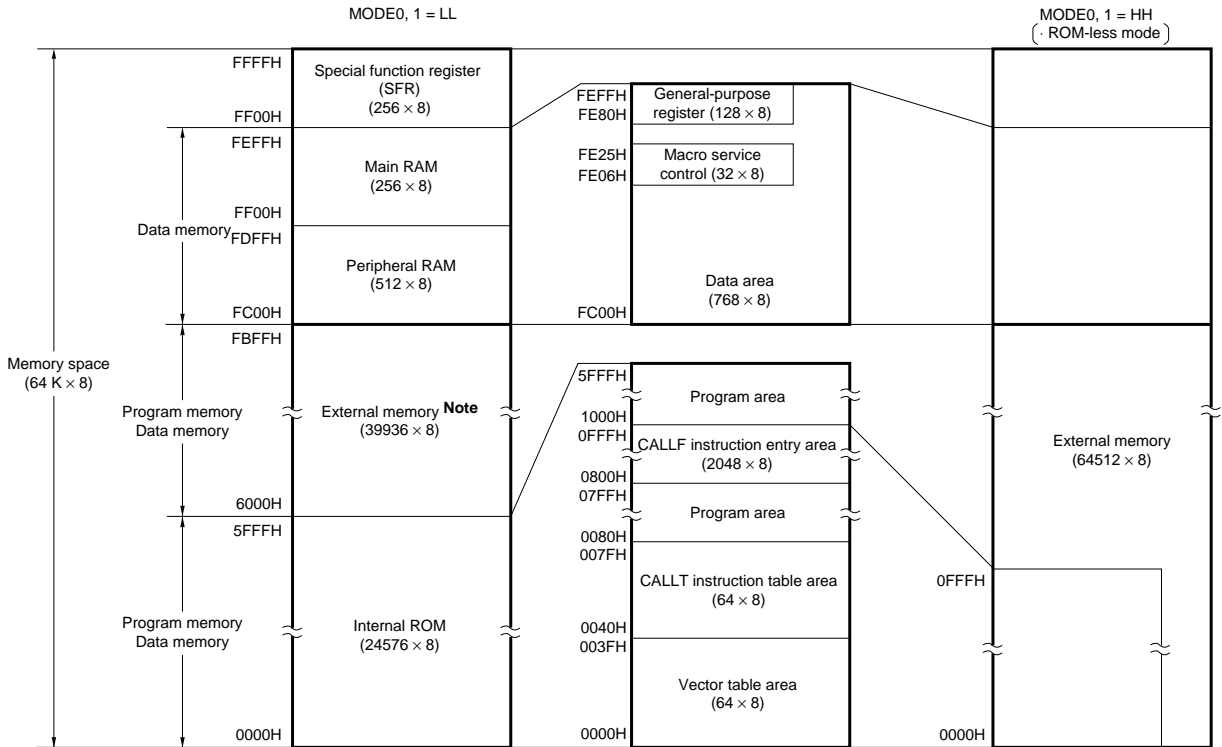 MODE0, 1 = LL
MODE0, 1 = HH
( · ROM-less mode )
FFFFH
Special function register
(SFR)
(256 × 8)
FF00H
FEFFH
Main RAM
(256 × 8)
FF00H
Data memory
FDFFH
Peripheral RAM
(512 × 8)
FC00H
FBFFH
Memory space
(64 K × 8)
Program memory
Data memory
External memory Note
(39936 × 8)
6000H
5FFFH
Program memory
Data memory
Internal ROM
(24576 × 8)
0000H
FEFFH
General-purpose
register (128 × 8)
FE80H
FE25H
Macro service
control (32 × 8)
FE06H
Data area
(768 × 8)
FC00H
5FFFH
Program area
1000H
0FFFH
CALLF instruction entry area
(2048 × 8)
0800H
07FFH
Program area
0080H
007FH
CALLT instruction table area
(64 × 8)
0040H
003FH
Vector table area
(64 × 8)
0000H
External memory
(64512 × 8)
0FFFH
0000H